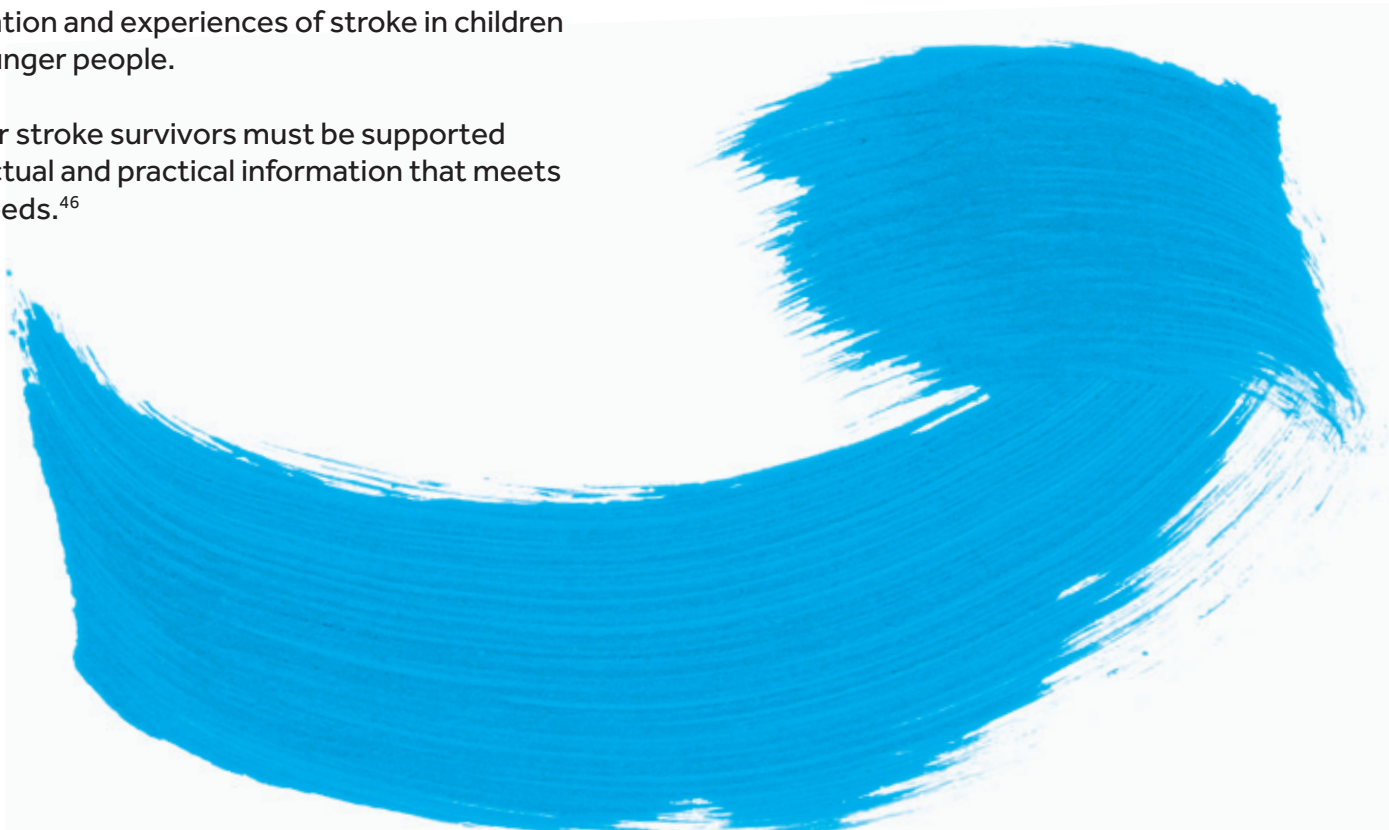 ation and experiences of stroke in children
unger people.
r stroke survivors must be supported
ctual and practical information that meets
eds.⁴⁶